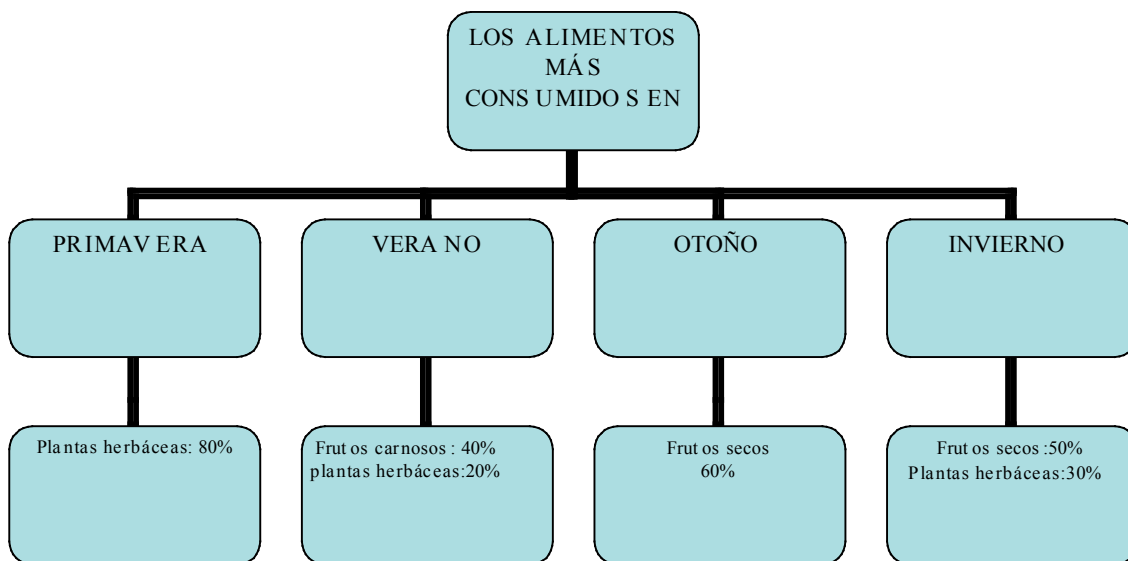 LOS ALIMENTOS
MÁS
CONSUMIDOS EN
PRIMAVERA
VERANO
OTOÑO
INVIERNO
Plantas herbáceas: 80%
Frutos carnosos : 40%
plantas herbáceas:20%
Frutos secos
60%
Frutos secos :50%
Plantas herbáceas:30%